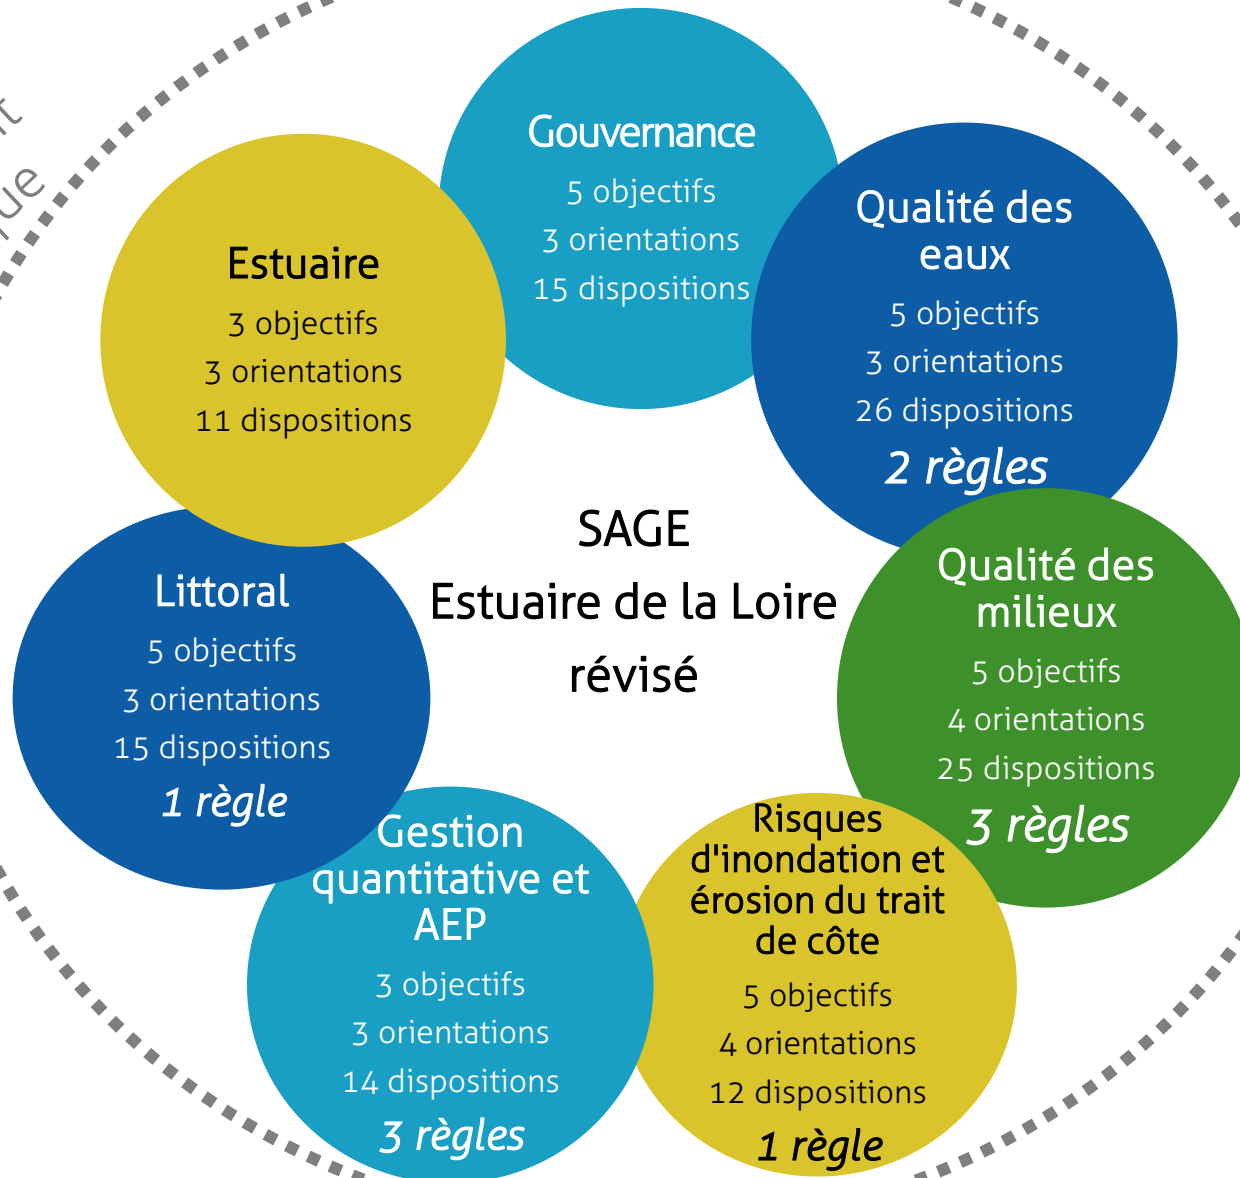 Gouvernance
5 objectifs
3 orientations
15 dispositions
Qualité des
eaux
5 objectifs
3 orientations
26 dispositions
2 règles
Qualité des
milieux
5 objectifs
4 orientations
25 dispositions
3 règles
Risques
d'inondation et
érosion du trait
de côte
5 objectifs
4 orientations
12 dispositions
1 règle
Gestion
quantitative et
AEP
3 objectifs
3 orientations
14 dispositions
3 règles
Littoral
5 objectifs
3 orientations
15 dispositions
1 règle
Estuaire
3 objectifs
3 orientations
11 dispositions
SAGE
Estuaire de la Loire
révisé